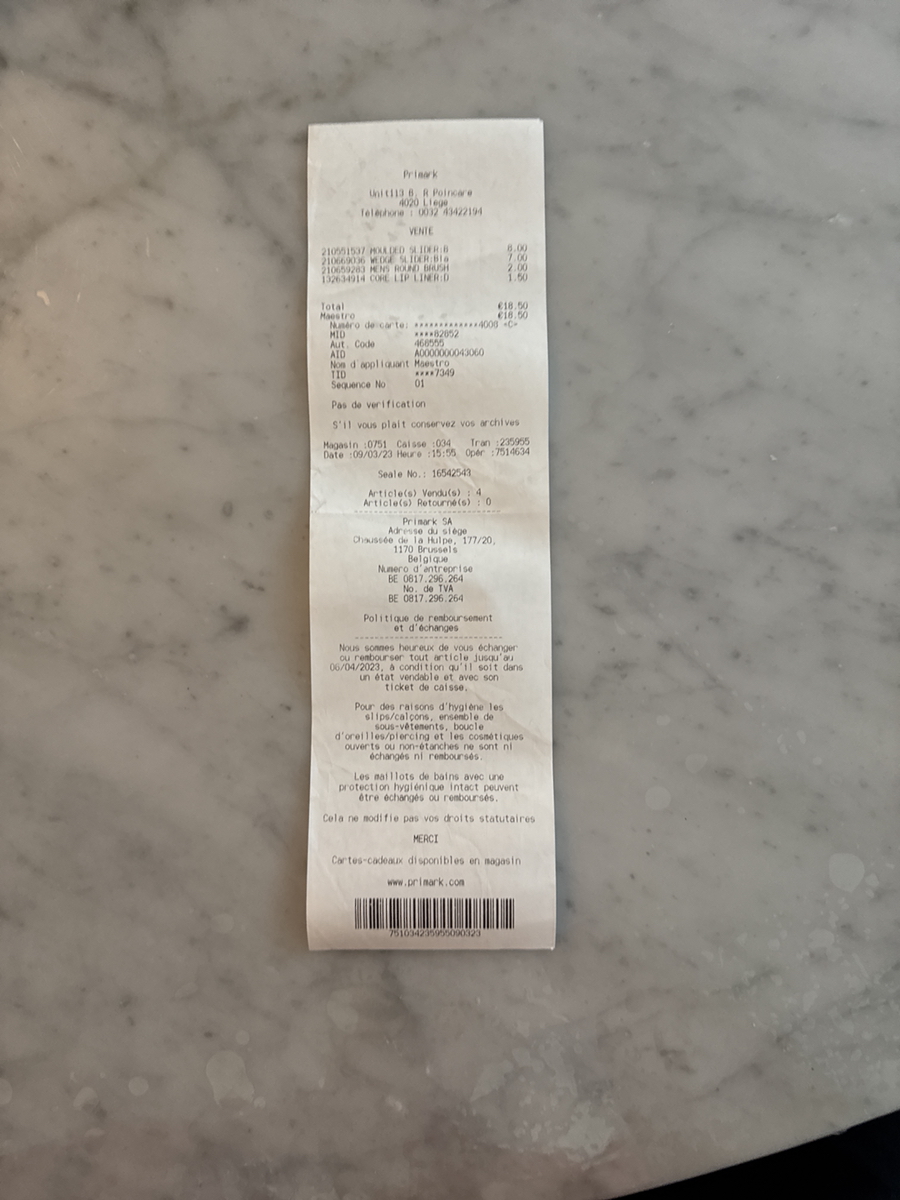 Primark
Unit113 B. R Poincare
4020 Liege
Telephone : 0032 43422194
VENTE
210551537 MOULDED SLIDER:B 8.00
210669036 WEDGE SLIDER:Bla 7.00
210659283 MENS ROUND BRUSH 2.00
132634914 CORE LIP LINER:D 1.50
Total €18.50
Maestro €18.50
Numéro de carte: ************4000 <C>
MID ****82852
Aut. Code 466555
AID A0000000043060
Nom d'appliquant Maestro
TID ****7349
Sequence No 01
Pas de verification
S'il vous plait conservez vos archives
Magasin :0751 Caisse :034 Tran :235955
Date :09/03/23 Heure :15:55 Opér :7514634
Seale No.: 16542543
Article(s) Vendu(s) : 4
Article(s) Retourné(s) : 0
Primark SA
Adresse du siège
Chaussée de la Hulpe, 177/20,
1170 Brussels
Belgique
Numero d'antreprise
BE 0817.296.264
No. de TVA
BE 0817.296.264
Politique de remboursement
et d'échanges
Nous sommes heureux de vous échanger
ou rembourser tout article jusqu'au
06/04/2023, à condition qu'il soit dans
un état vendable et avec son
ticket de caisse.
Pour des raisons d'hygiène les
slips/calçons, ensemble de
sous-vêtements, boucle
d'oreilles/piercing et les cosmétiques
ouverts ou non-étanches ne sont ni
échangés ni remboursés.
Les maillots de bains avec une
protection hygiénique intact peuvent
être échangés ou remboursés.
Cela ne modifie pas vos droits statutaires
MERCI
Cartes-cadeaux disponibles en magasin
www.primark.com
751034235955090323